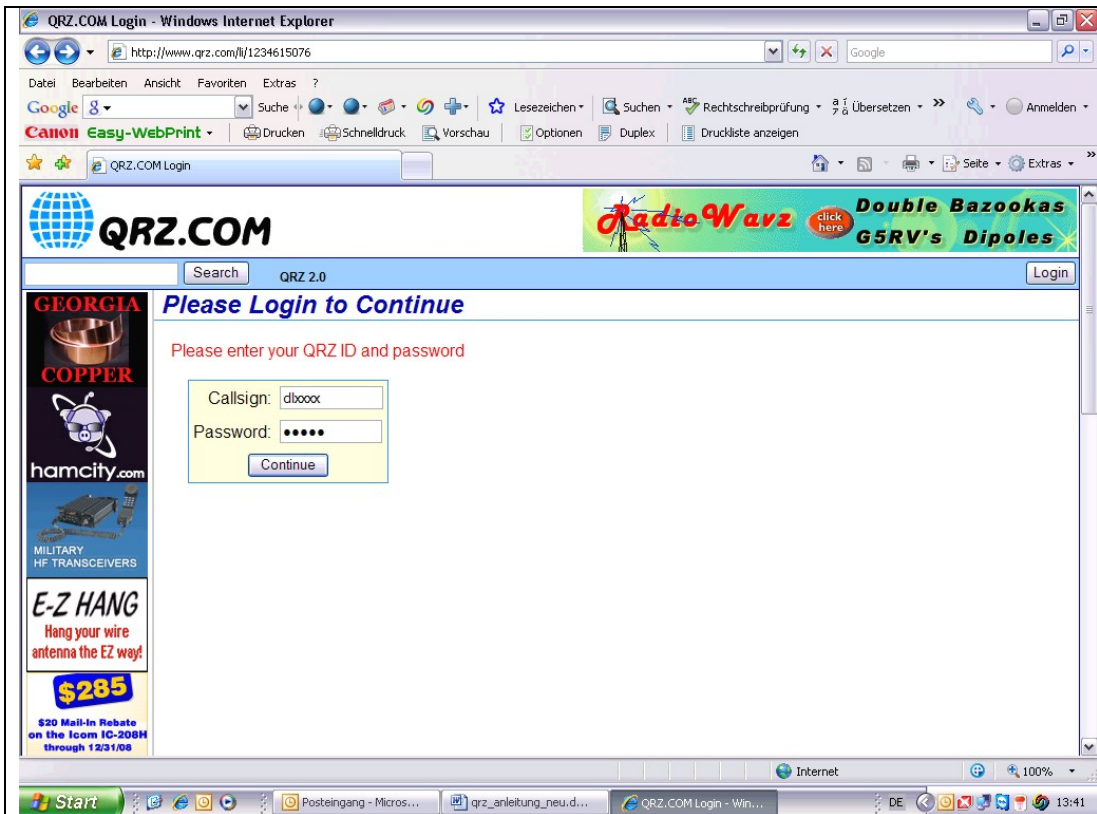 QRZ.COM Login - Windows Internet Explorer
http://www.qrz.com/li/1234615076
Google
Datei Bearbeiten Ansicht Favoriten Extras ?
Google Suche Lesezeichen Suchen Rechtschreibprüfung Übersetzen » Anmelden
Canon Easy-WebPrint Drucken Schnelldruck Vorschau Optionen Duplex Druckliste anzeigen
QRZ.COM Login Seite Extras »
QRZ.COM
RadioWavz click here Double Bazookas
G5RV's Dipoles
Search QRZ 2.0 Login
GEORGIA
COPPER
Please Login to Continue
Please enter your QRZ ID and password
Callsign: dlxxxx
Password: •••••
Continue
hamcity.com
MILITARY
HF TRANSCEIVERS
E-Z HANG
Hang your wire
antenna the EZ way!
$285
$20 Mail-In Rebate
on the Icom IC-208H
through 12/31/08
Internet 100%
Start Posteingang - Micros... qrz_anleitung_neu.d... QRZ.COM Login - Win... DE 13:41